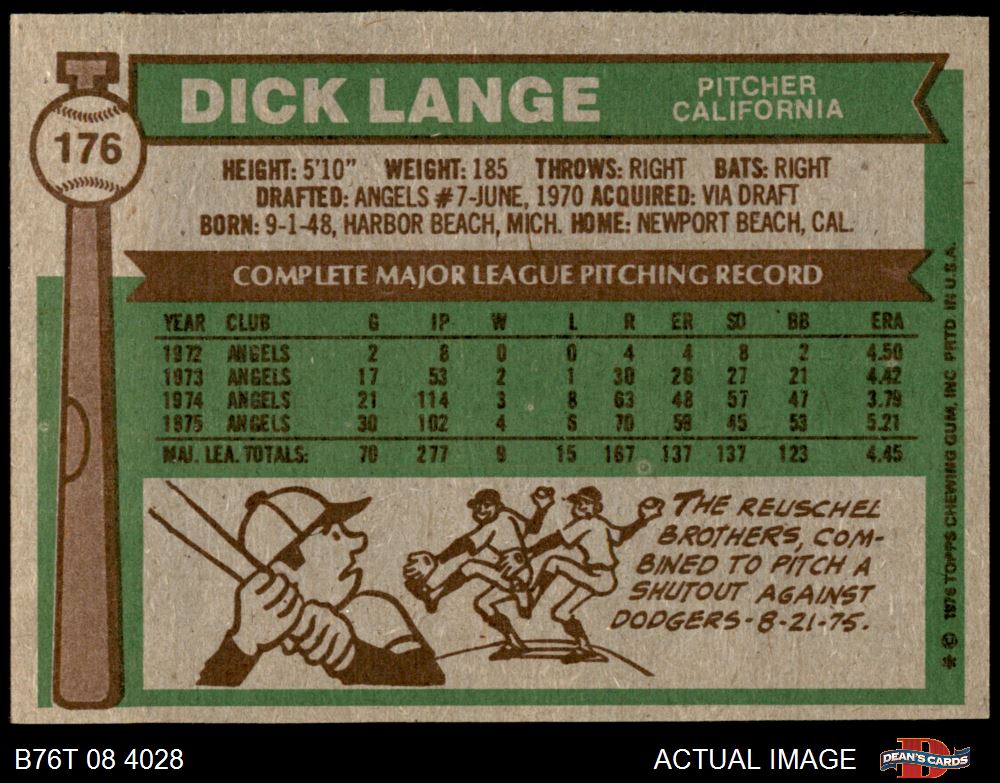 176
DICK LANGE
PITCHER
CALIFORNIA
HEIGHT: 5'10" WEIGHT: 185 THROWS: RIGHT BATS: RIGHT
DRAFTED: ANGELS #7-JUNE, 1970 ACQUIRED: VIA DRAFT
BORN: 9-1-48, HARBOR BEACH, MICH. HOME: NEWPORT BEACH, CAL.
COMPLETE MAJOR LEAGUE PITCHING RECORD
YEAR CLUB G IP W L R ER SO BB ERA
1972 ANGELS 2 8 0 0 4 4 8 2 4.50
1973 ANGELS 17 53 2 1 30 26 27 21 4.42
1974 ANGELS 21 114 3 8 63 48 57 47 3.79
1975 ANGELS 30 102 4 6 70 59 45 53 5.21
MAJ. LEA. TOTALS: 70 277 9 15 167 137 137 123 4.45
THE REUSCHEL
BROTHERS, COM-
BINED TO PITCH A
SHUTOUT AGAINST
DODGERS-8-21-75.
* © 1976 TOPPS CHEWING GUM, INC PRTD IN U.S.A.
B76T 08 4028
ACTUAL IMAGE
D
DEAN'S CARDS